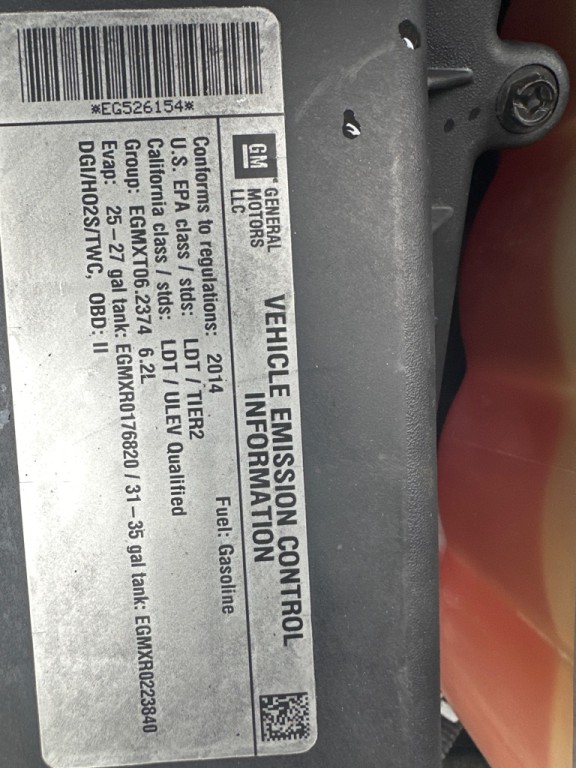 *EG526154*
GM
GENERAL
MOTORS
LLC
VEHICLE EMISSION CONTROL
INFORMATION
Conforms to regulations: 2014 Fuel: Gasoline
U.S. EPA class / stds: LDT / TIER2
California class / stds: LDT / ULEV Qualified
Group: EGMXT06.2374 6.2L
Evap: 25 – 27 gal tank: EGMXR0176820 / 31 – 35 gal tank: EGMXR0223840
DGI/HO2S/TWC, OBD: II